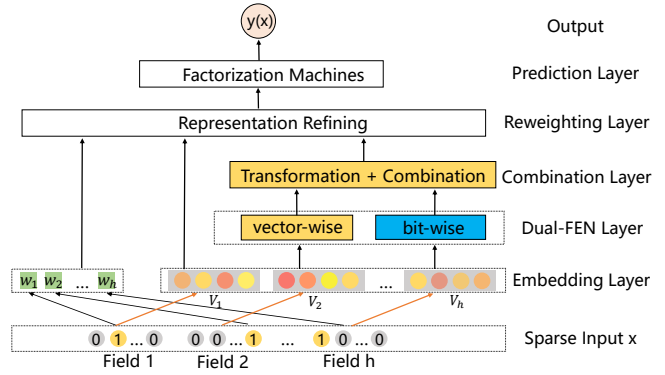 y(x) Output
Factorization Machines Prediction Layer
Representation Refining Reweighting Layer
Transformation + Combination Combination Layer
vector-wise bit-wise Dual-FEN Layer
w₁ w₂ ... wₕ ... Embedding Layer
V₁ V₂ Vₕ
0 1 ... 0 0 0 ... 1 ... 1 0 ... 0 Sparse Input x
Field 1 Field 2 Field h